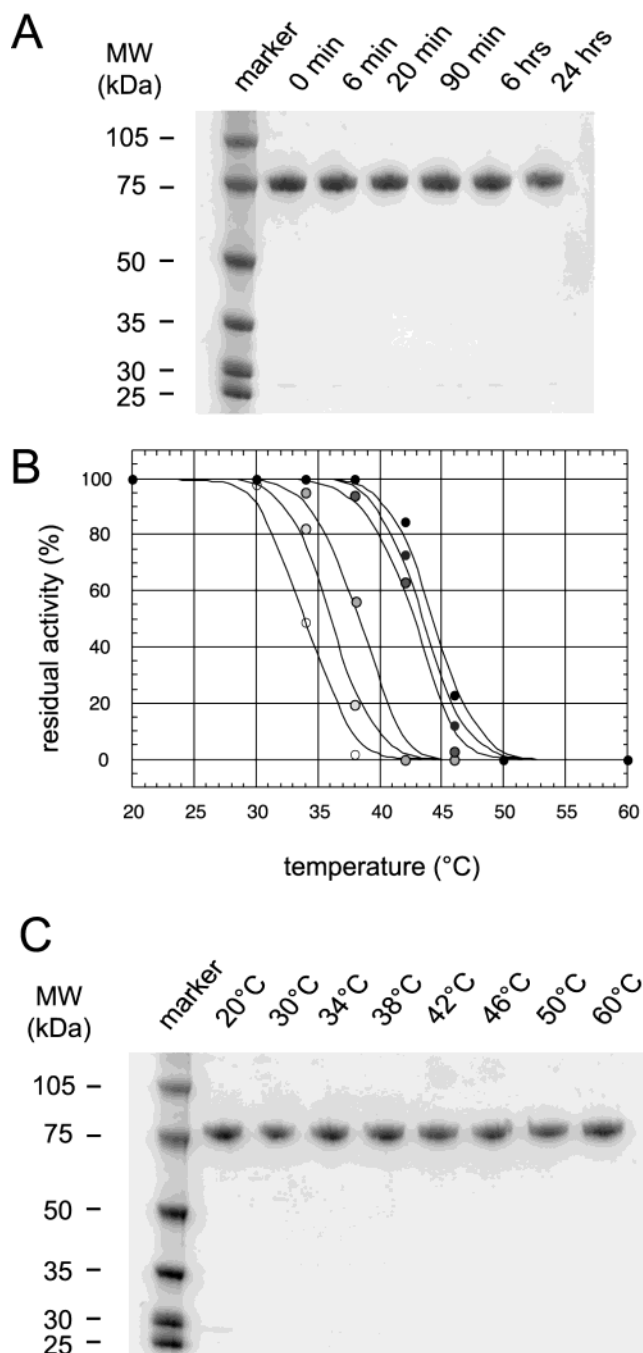 A
MW
(kDa)
marker
0 min
6 min
20 min
90 min
6 hrs
24 hrs
105
75
50
35
30
25
B
residual activity (%)
100
80
60
40
20
0
20 25 30 35 40 45 50 55 60
temperature (°C)
C
MW
(kDa)
marker
20°C
30°C
34°C
38°C
42°C
46°C
50°C
60°C
105
75
50
35
30
25